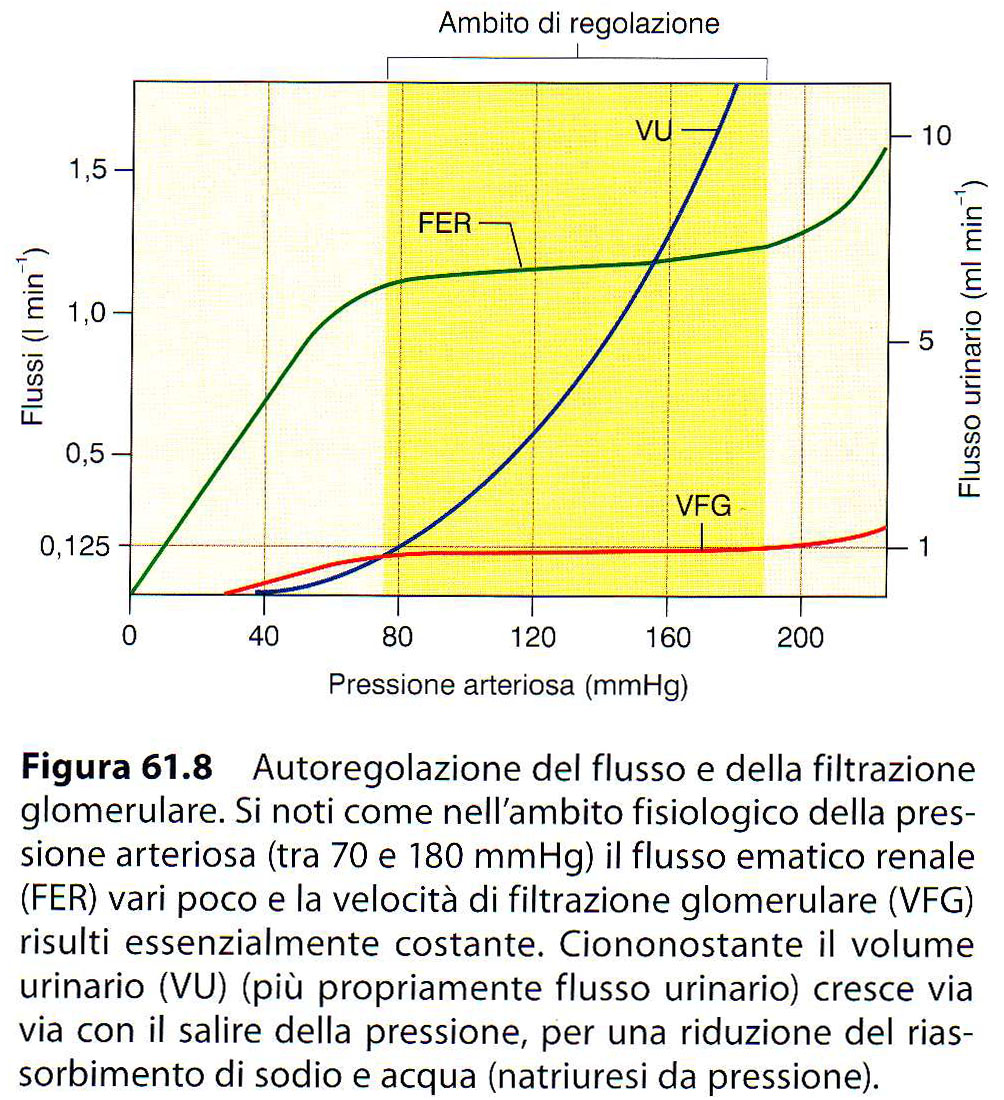 Ambito di regolazione
VU
10
1,5
FER
Flussi (l min⁻¹)
1,0
5
Flusso urinario (ml min⁻¹)
0,5
VFG
0,125
1
0 40 80 120 160 200
Pressione arteriosa (mmHg)
Figura 61.8 Autoregolazione del flusso e della filtrazione
glomerulare. Si noti come nell'ambito fisiologico della pres-
sione arteriosa (tra 70 e 180 mmHg) il flusso ematico renale
(FER) vari poco e la velocità di filtrazione glomerulare (VFG)
risulti essenzialmente costante. Ciononostante il volume
urinario (VU) (più propriamente flusso urinario) cresce via
via con il salire della pressione, per una riduzione del rias-
sorbimento di sodio e acqua (natriuresi da pressione).